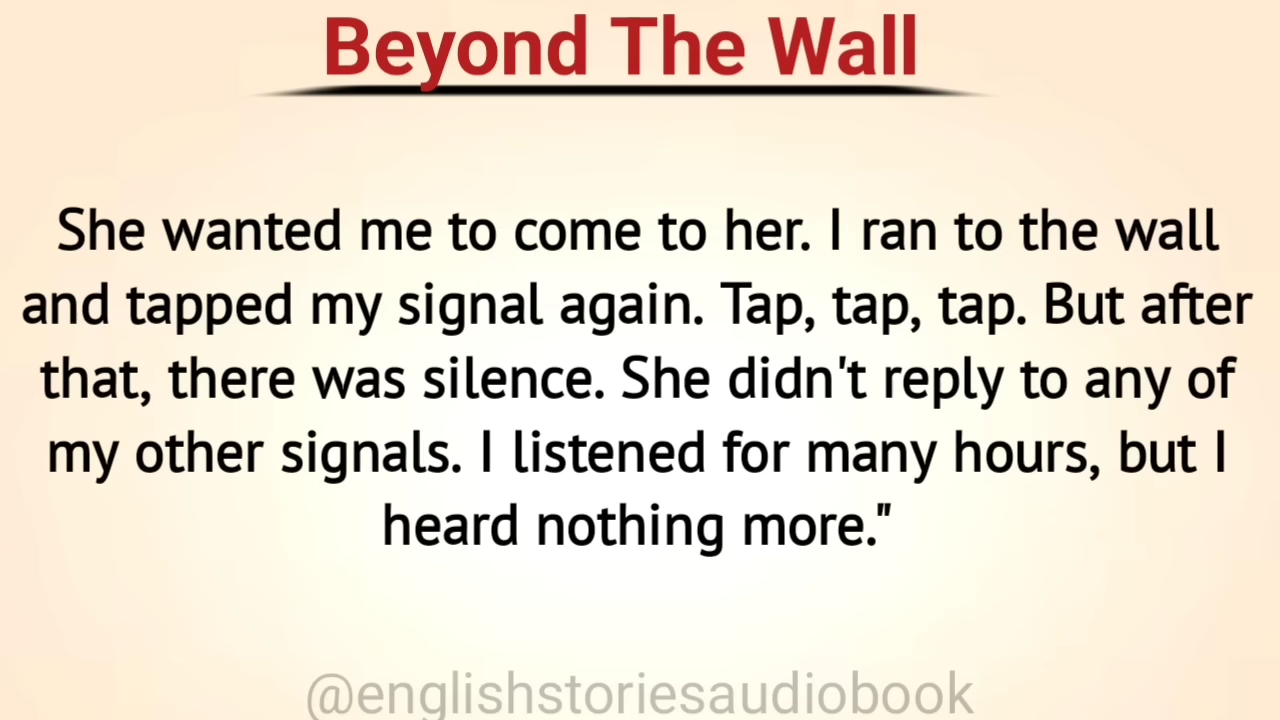 Beyond The Wall
She wanted me to come to her. I ran to the wall
and tapped my signal again. Tap, tap, tap. But after
that, there was silence. She didn't reply to any of
my other signals. I listened for many hours, but I
heard nothing more."
@englishstoriesaudiobook